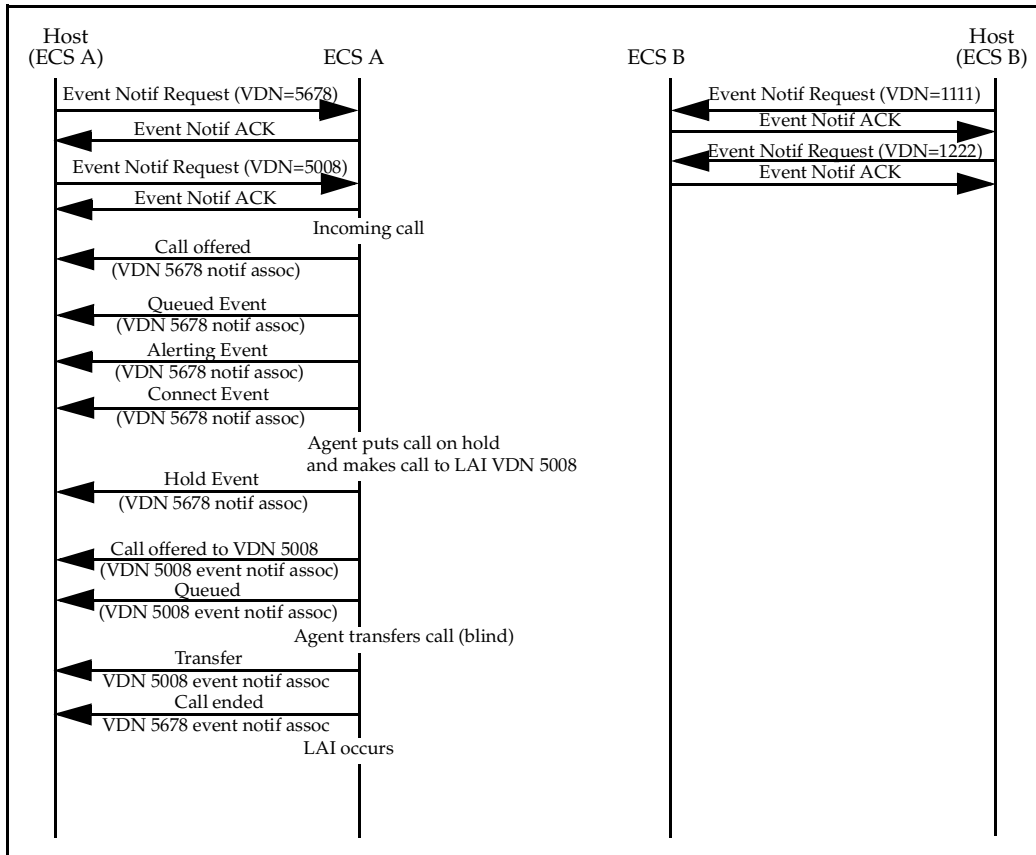 Host
(ECS A)
ECS A
ECS B
Host
(ECS B)
Event Notif Request (VDN=5678)
Event Notif ACK
Event Notif Request (VDN=5008)
Event Notif ACK
Event Notif Request (VDN=1111)
Event Notif ACK
Event Notif Request (VDN=1222)
Event Notif ACK
Incoming call
Call offered
(VDN 5678 notif assoc)
Queued Event
(VDN 5678 notif assoc)
Alerting Event
(VDN 5678 notif assoc)
Connect Event
(VDN 5678 notif assoc)
Agent puts call on hold
and makes call to LAI VDN 5008
Hold Event
(VDN 5678 notif assoc)
Call offered to VDN 5008
(VDN 5008 event notif assoc)
Queued
(VDN 5008 event notif assoc)
Agent transfers call (blind)
Transfer
VDN 5008 event notif assoc
Call ended
VDN 5678 event notif assoc
LAI occurs